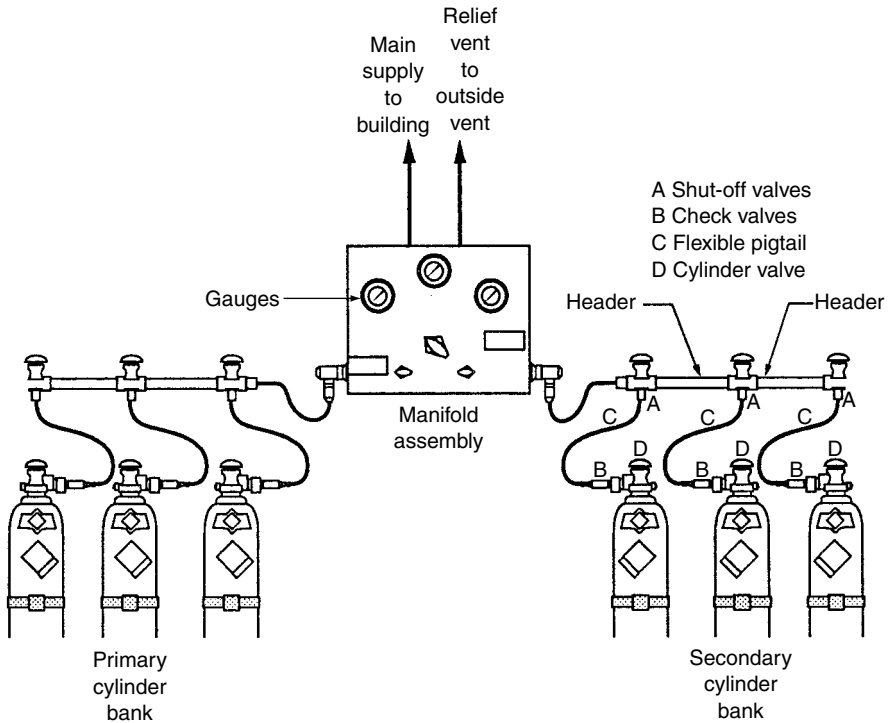 Main
supply
to
building
Relief
vent
to
outside
vent
A Shut-off valves
B Check valves
C Flexible pigtail
D Cylinder valve
Gauges
Header
Header
Manifold
assembly
A
A
A
C
C
C
D
D
D
B
B
B
Primary
cylinder
bank
Secondary
cylinder
bank